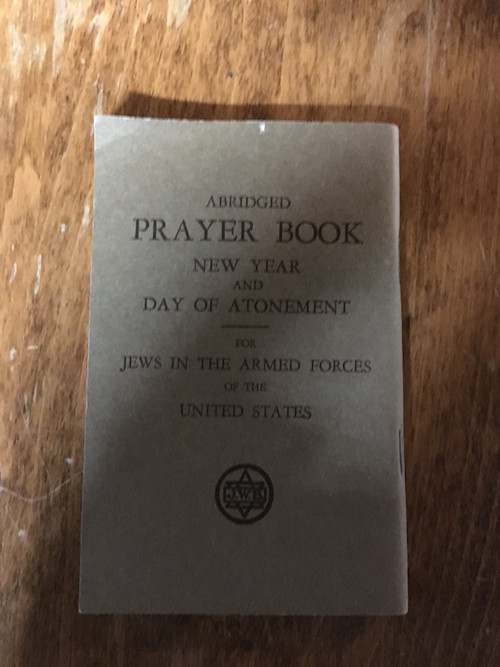 ABRIDGED
PRAYER BOOK
NEW YEAR
AND
DAY OF ATONEMENT
FOR
JEWS IN THE ARMED FORCES
OF THE
UNITED STATES
J.W.B.